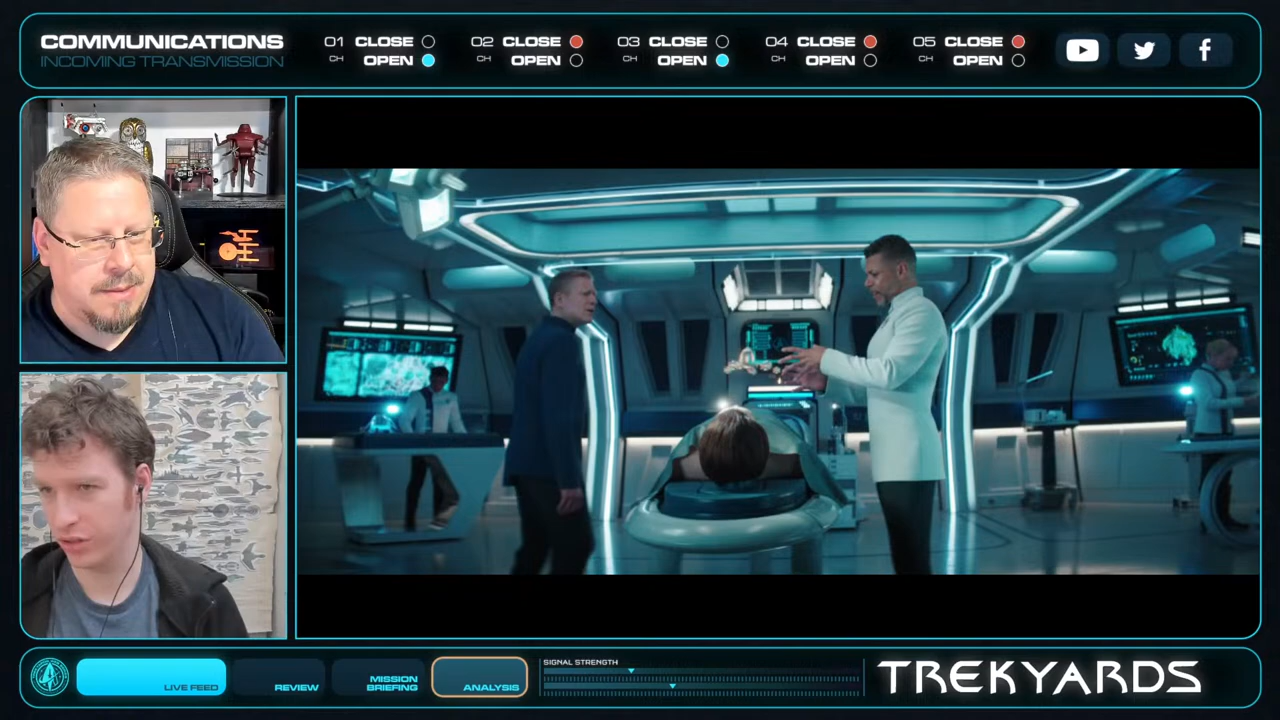 COMMUNICATIONS
INCOMING TRANSMISSION
01 CLOSE
CH OPEN
02 CLOSE
CH OPEN
03 CLOSE
CH OPEN
04 CLOSE
CH OPEN
05 CLOSE
CH OPEN
LIVE FEED
REVIEW
MISSION
BRIEFING
ANALYSIS
SIGNAL STRENGTH
TREKYARDS